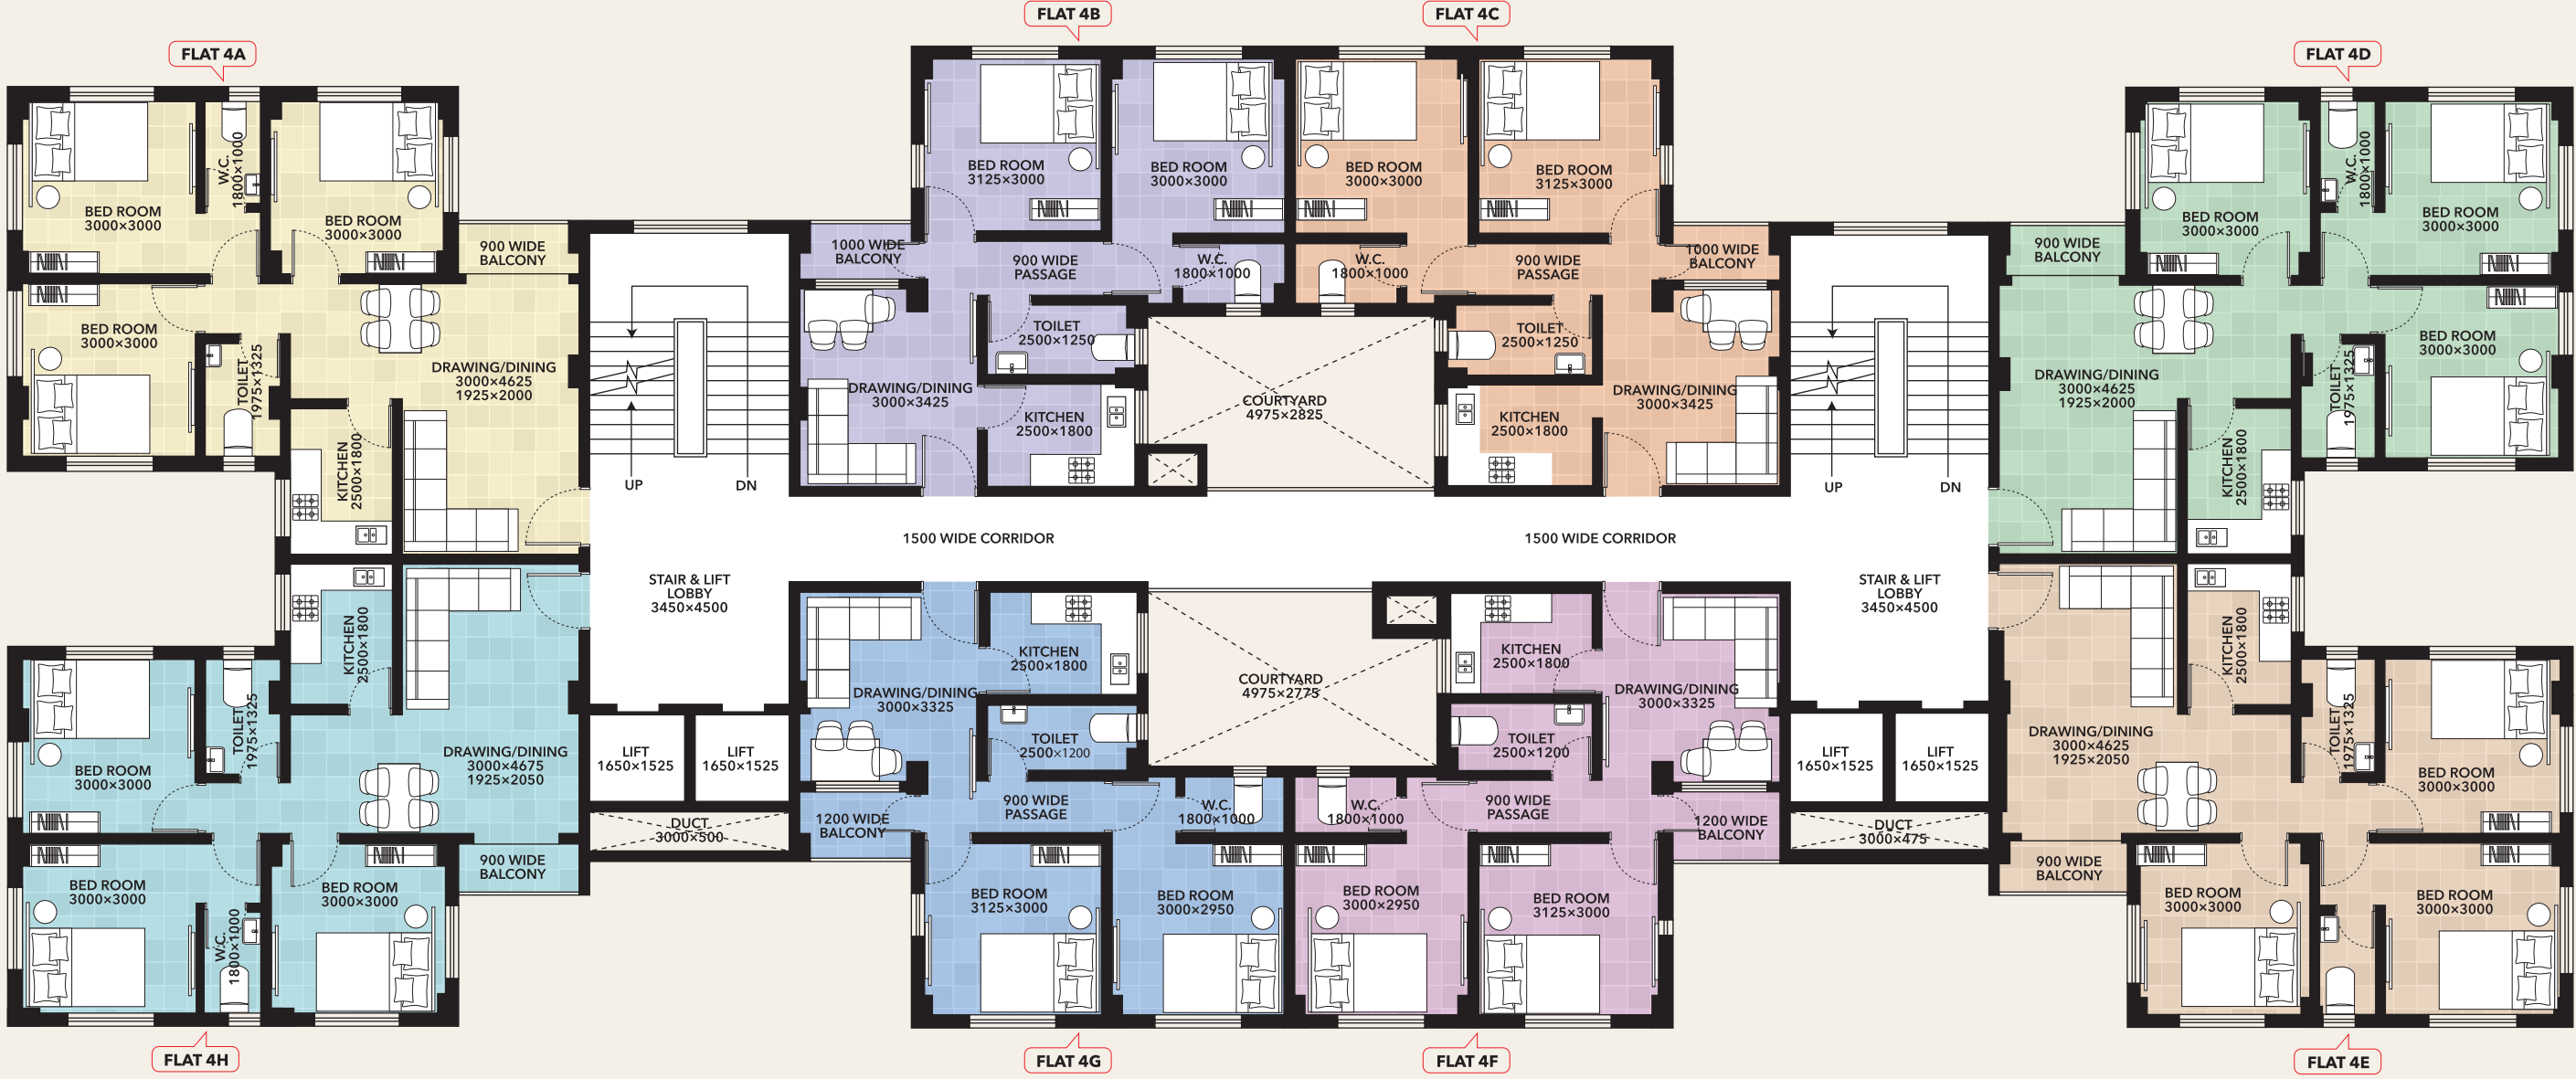 FLAT 4B
FLAT 4C
FLAT 4A
FLAT 4D
BED ROOM
3000×3000
W.C.
1800×1000
BED ROOM
3000×3000
900 WIDE
BALCONY
BED ROOM
3000×3000
TOILET
1975×1325
DRAWING/DINING
3000×4625
1925×2000
KITCHEN
2500×1800
UP
DN
1000 WIDE
BALCONY
BED ROOM
3125×3000
BED ROOM
3000×3000
900 WIDE
PASSAGE
W.C.
1800×1000
TOILET
2500×1250
DRAWING/DINING
3000×3425
KITCHEN
2500×1800
COURTYARD
4975×2825
BED ROOM
3000×3000
BED ROOM
3125×3000
W.C.
1800×1000
900 WIDE
PASSAGE
1000 WIDE
BALCONY
TOILET
2500×1250
KITCHEN
2500×1800
DRAWING/DINING
3000×3425
UP
DN
900 WIDE
BALCONY
BED ROOM
3000×3000
W.C.
1800×1000
BED ROOM
3000×3000
DRAWING/DINING
3000×4625
1925×2000
TOILET
1975×1325
BED ROOM
3000×3000
KITCHEN
2500×1800
1500 WIDE CORRIDOR
1500 WIDE CORRIDOR
STAIR & LIFT
LOBBY
3450×4500
STAIR & LIFT
LOBBY
3450×4500
KITCHEN
2500×1800
TOILET
1975×1325
BED ROOM
3000×3000
DRAWING/DINING
3000×4675
1925×2050
BED ROOM
3000×3000
W.C.
1800×1000
BED ROOM
3000×3000
900 WIDE
BALCONY
LIFT
1650×1525
LIFT
1650×1525
DUCT
3000×500
KITCHEN
2500×1800
DRAWING/DINING
3000×3325
TOILET
2500×1200
1200 WIDE
BALCONY
900 WIDE
PASSAGE
W.C.
1800×1000
BED ROOM
3125×3000
BED ROOM
3000×2950
COURTYARD
4975×2775
KITCHEN
2500×1800
DRAWING/DINING
3000×3325
TOILET
2500×1200
W.C.
1800×1000
900 WIDE
PASSAGE
1200 WIDE
BALCONY
BED ROOM
3000×2950
BED ROOM
3125×3000
LIFT
1650×1525
LIFT
1650×1525
DUCT
3000×475
KITCHEN
2500×1800
DRAWING/DINING
3000×4625
1925×2050
TOILET
1975×1325
BED ROOM
3000×3000
900 WIDE
BALCONY
BED ROOM
3000×3000
BED ROOM
3000×3000
FLAT 4H
FLAT 4G
FLAT 4F
FLAT 4E